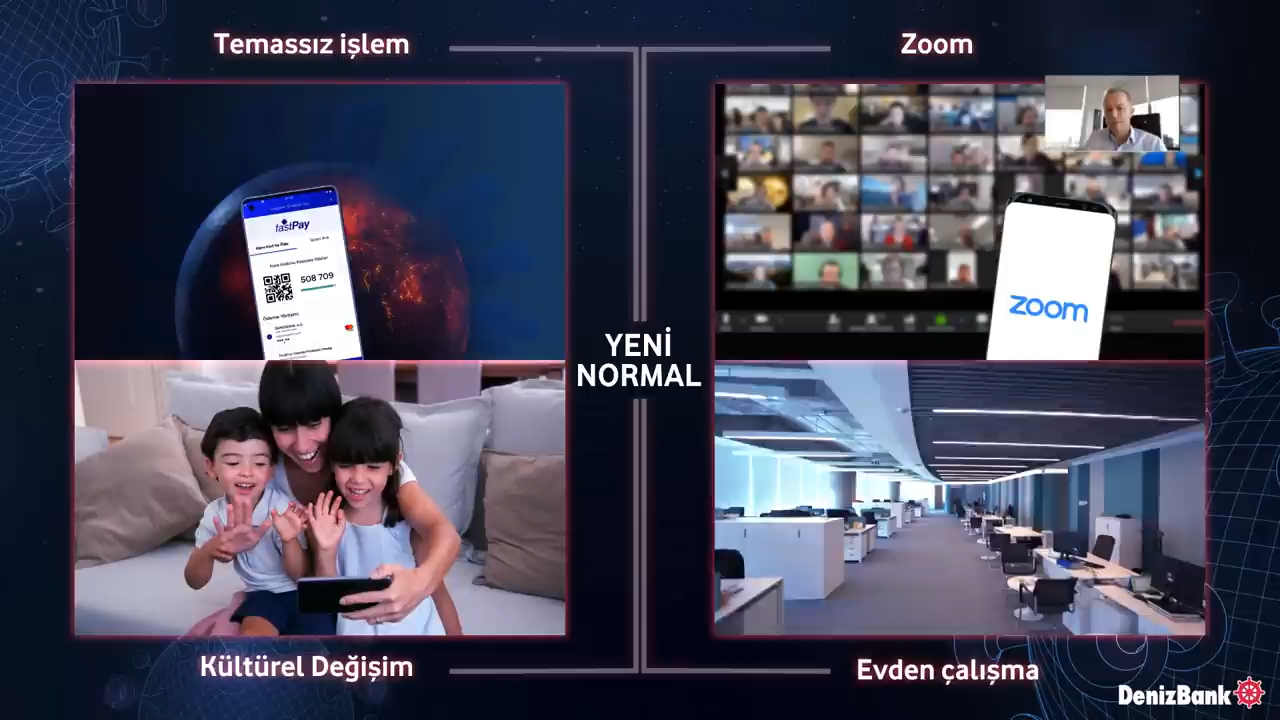 Temassız işlem
Zoom
fastPay
508 709
zoom
YENİ
NORMAL
Kültürel Değişim
Evden çalışma
DenizBank